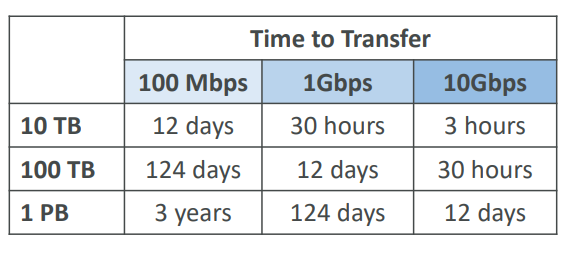 Time to Transfer
100 Mbps 1Gbps 10Gbps
10 TB 12 days 30 hours 3 hours
100 TB 124 days 12 days 30 hours
1 PB 3 years 124 days 12 days